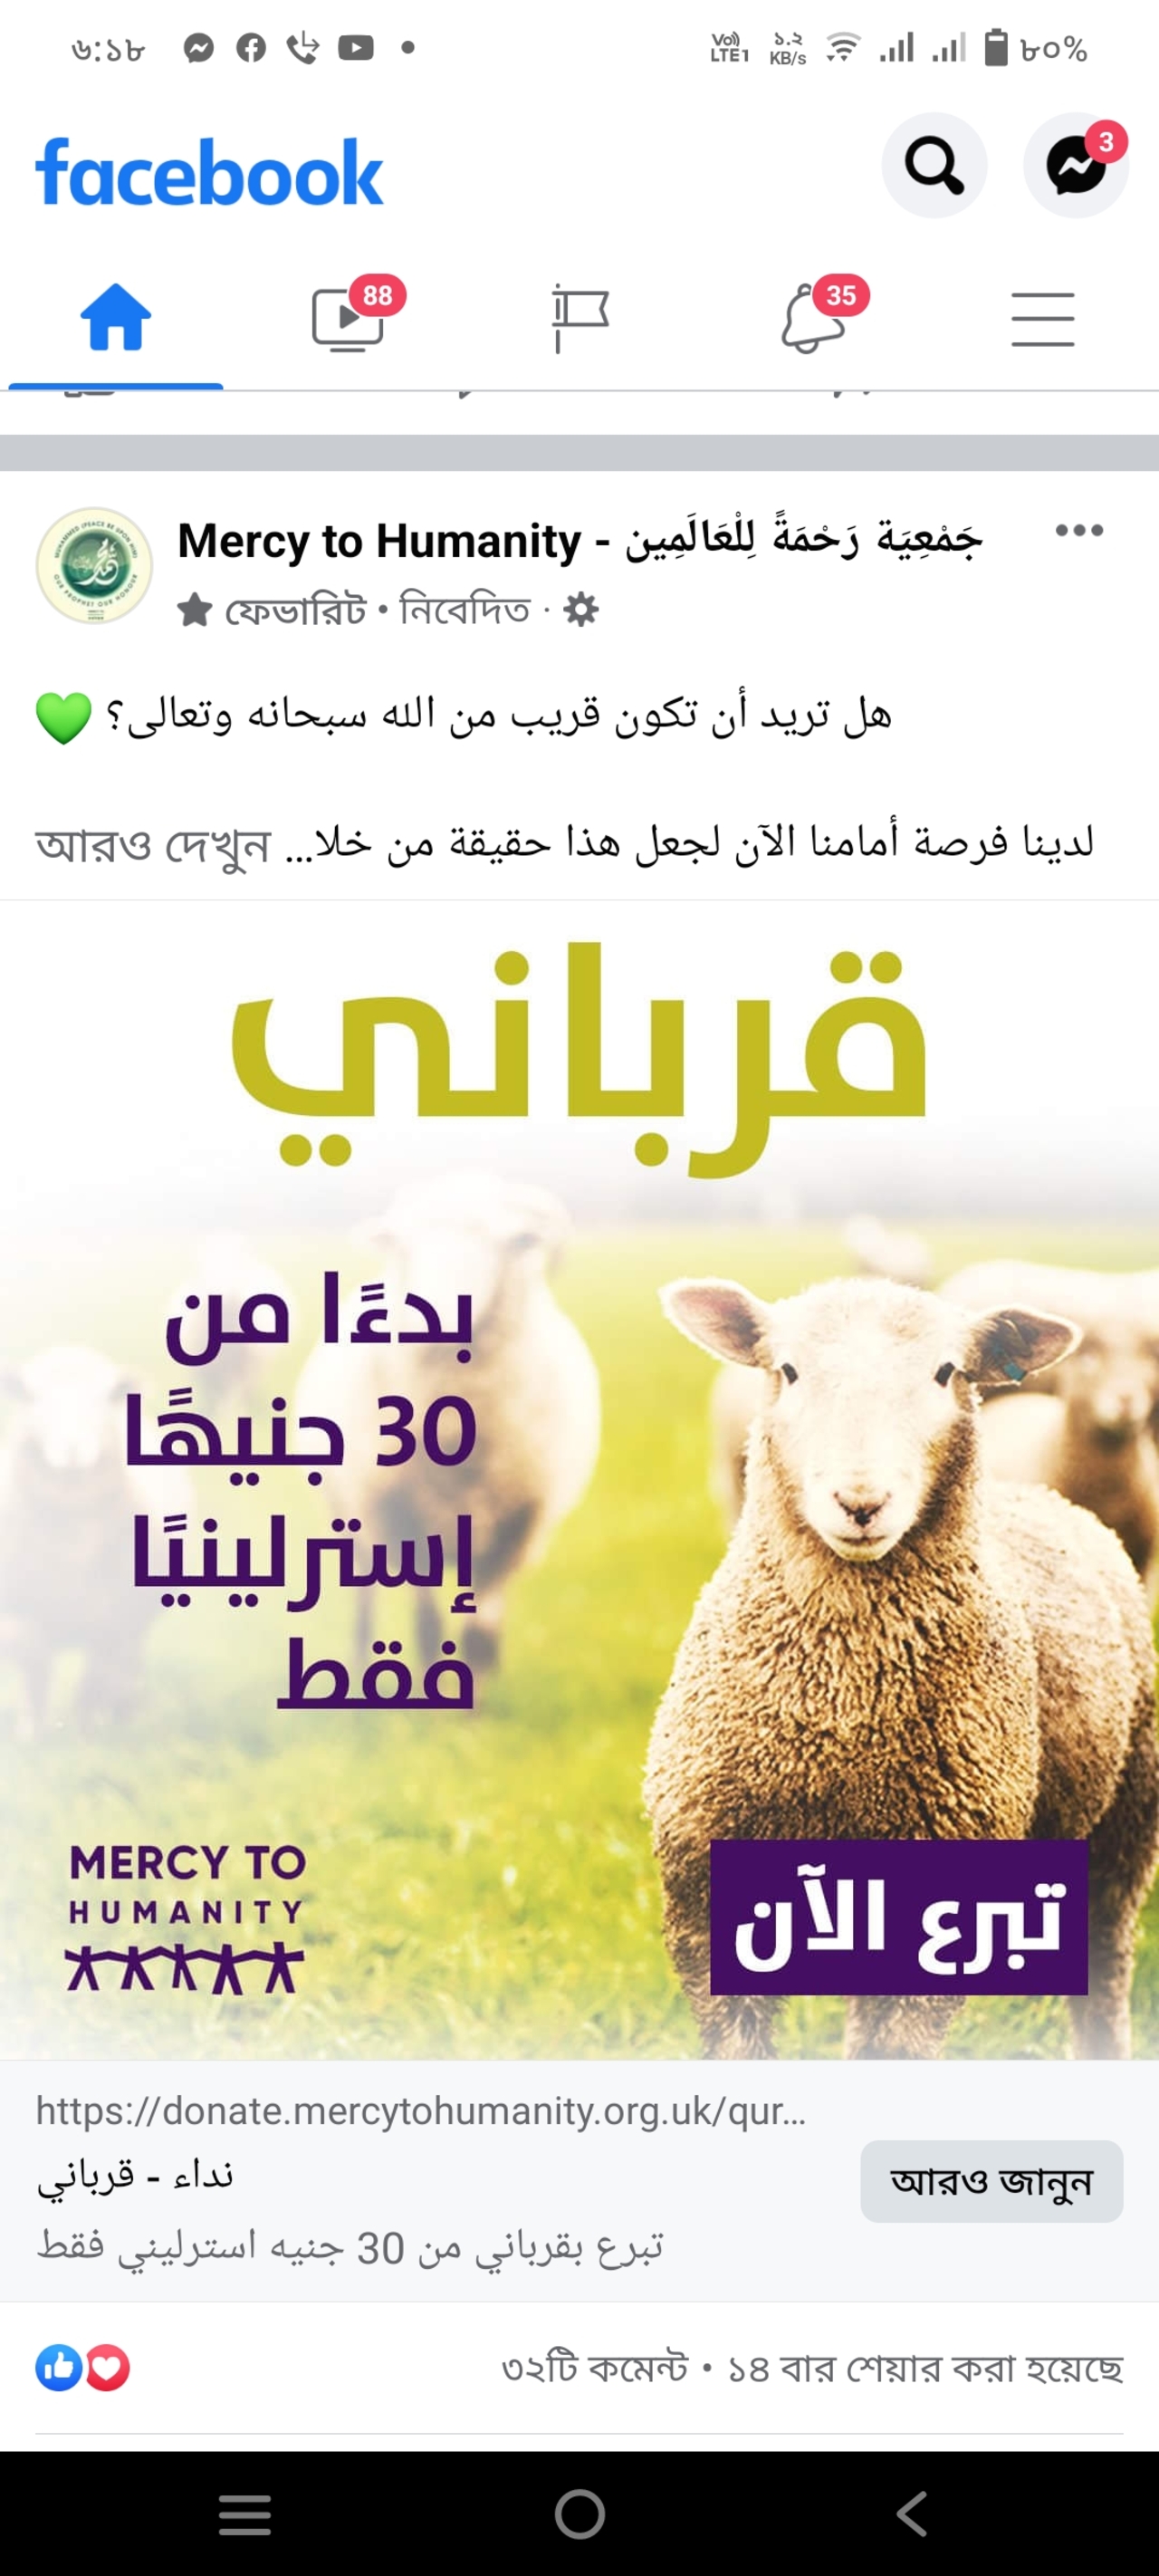 ৬:১৮
Vo))
LTE1
১.২
KB/s
৮০%
facebook
3
88
35
Mercy to Humanity - جَمْعِيَة رَحْمَةً لِلْعَالَمِين
ফেভারিট • নিবেদিত ·
هل تريد أن تكون قريب من الله سبحانه وتعالى؟ 💚
لدينا فرصة أمامنا الآن لجعل هذا حقيقة من خلا... আরও দেখুন
قرباني
بدءًا من
30 جنيهًا
إسترلينيًا
فقط
MERCY TO
HUMANITY
تبرع الآن
https://donate.mercytohumanity.org.uk/qur...
نداء - قرباني
আরও জানুন
تبرع بقرباني من 30 جنيه استرليني فقط
৩২টি কমেন্ট • ১৪ বার শেয়ার করা হয়েছে